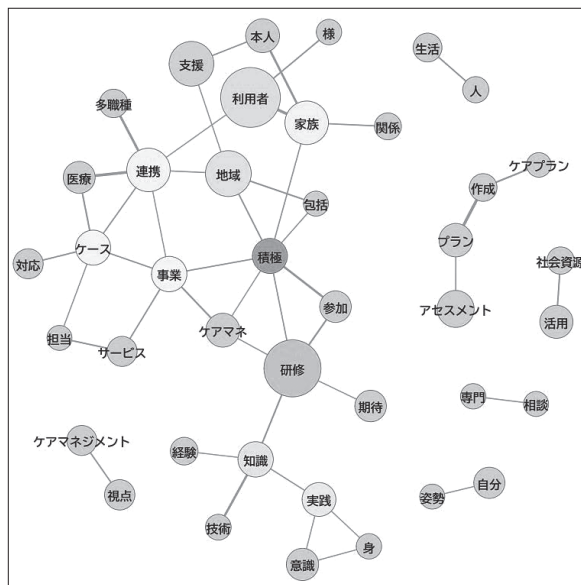 様
本人
生活
支援
人
利用者
多職種
家族
関係
ケアプラン
連携
地域
医療
作成
包括
プラン
ケース
積極
対応
社会資源
事業
参加
アセスメント
活用
ケアマネ
担当
サービス
研修
期待
専門
相談
ケアマネジメント
経験
知識
視点
実践
自分
姿勢
技術
身
意識